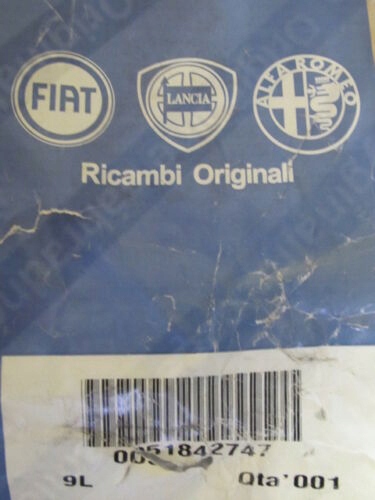 FIAT LANCIA ALFA ROMEO
Ricambi Originali
0051842747
9L Qta'001